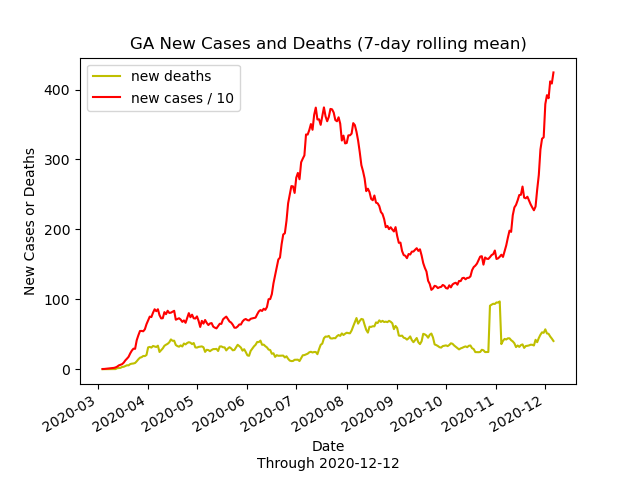 GA New Cases and Deaths (7-day rolling mean)
new deaths
new cases / 10
400
300
200
100
0
New Cases or Deaths
2020-03
2020-04
2020-05
2020-06
2020-07
2020-08
2020-09
2020-10
2020-11
2020-12
Date
Through 2020-12-12